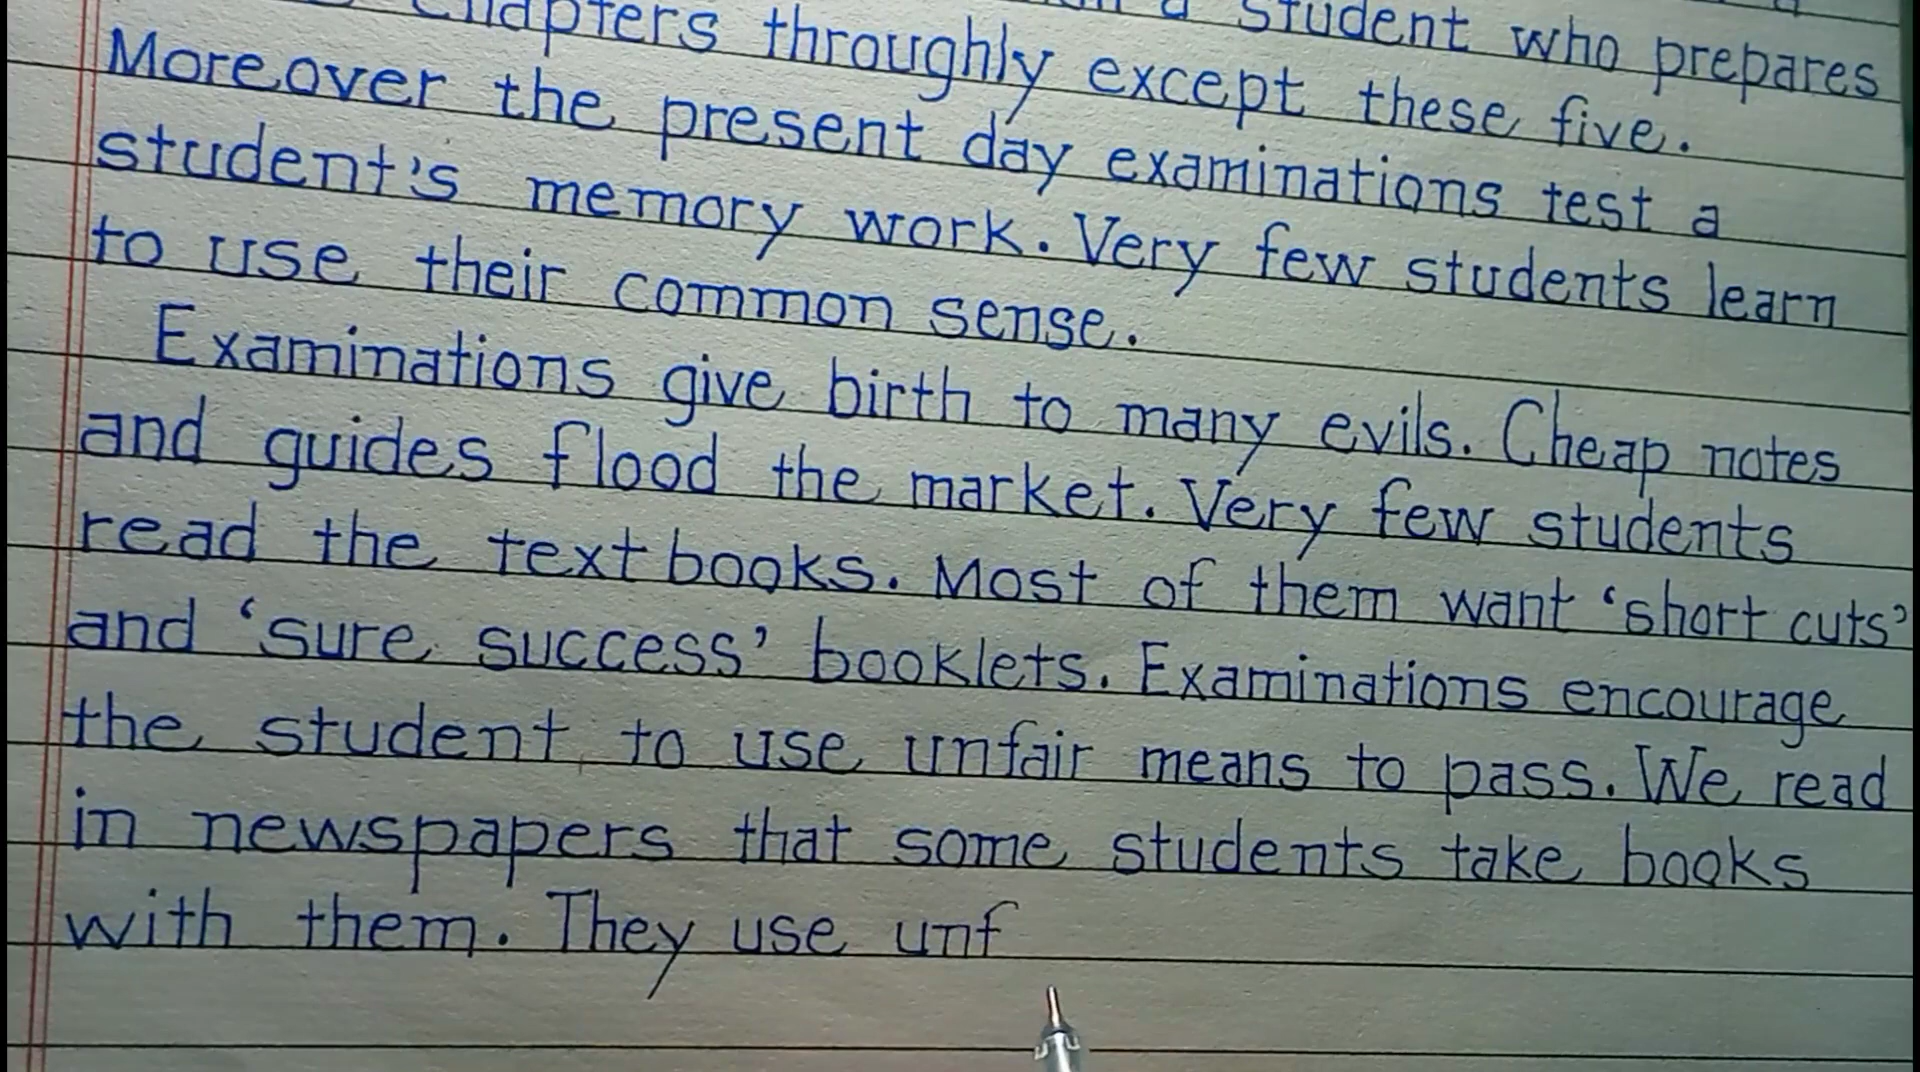 a student who prepares
chapters throughly except these five.
Moreover the present day examinations test a
student's memory work. Very few students learn
to use their common sense.
Examinations give birth to many evils. Cheap notes
and guides flood the market. Very few students
read the textbooks. Most of them want ‘short cuts’
and ‘sure success’ booklets. Examinations encourage
the student to use unfair means to pass. We read
in newspapers that some students take books
with them. They use unf